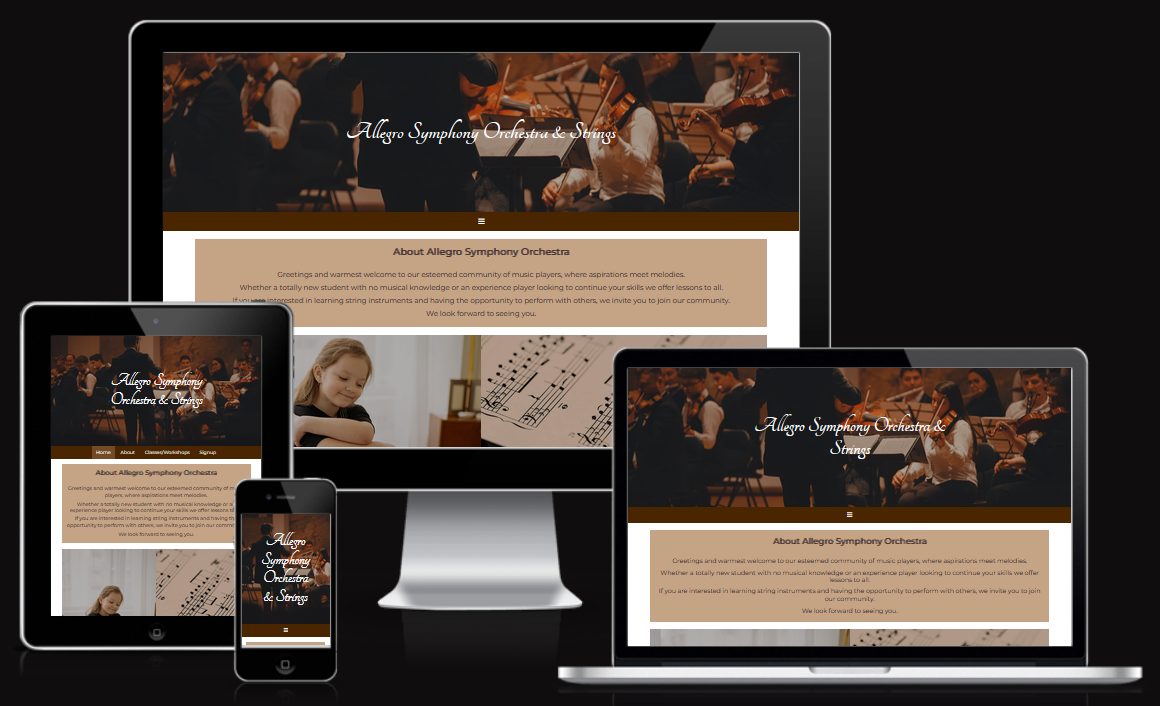 Allegro Symphony Orchestra & Strings
About Allegro Symphony Orchestra
Greetings and warmest welcome to our esteemed community of music players, where aspirations meet melodies.
Whether a totally new student with no musical knowledge or an experience player looking to continue your skills we offer lessons to all.
If you are interested in learning string instruments and having the opportunity to perform with others, we invite you to join our community.
We look forward to seeing you.
Allegro Symphony
Orchestra & Strings
Home About Classes/Workshops Signup
About Allegro Symphony Orchestra
Greetings and warmest welcome to our esteemed community of
players, where aspirations meet melodies.
Whether a totally new student with no musical knowledge or
experience player looking to continue your skills we offer lessons
If you are interested in learning string instruments and having
opportunity to perform with others, we invite you to join our
We look forward to seeing you.
Allegro
Symphony
Orchestra
& Strings
Allegro Symphony Orchestra &
Strings
About Allegro Symphony Orchestra
Greetings and warmest welcome to our esteemed community of music players, where aspirations meet melodies.
Whether a totally new student with no musical knowledge or an experience player looking to continue your skills we offer
lessons to all.
If you are interested in learning string instruments and having the opportunity to perform with others, we invite you to join
our community.
We look forward to seeing you.